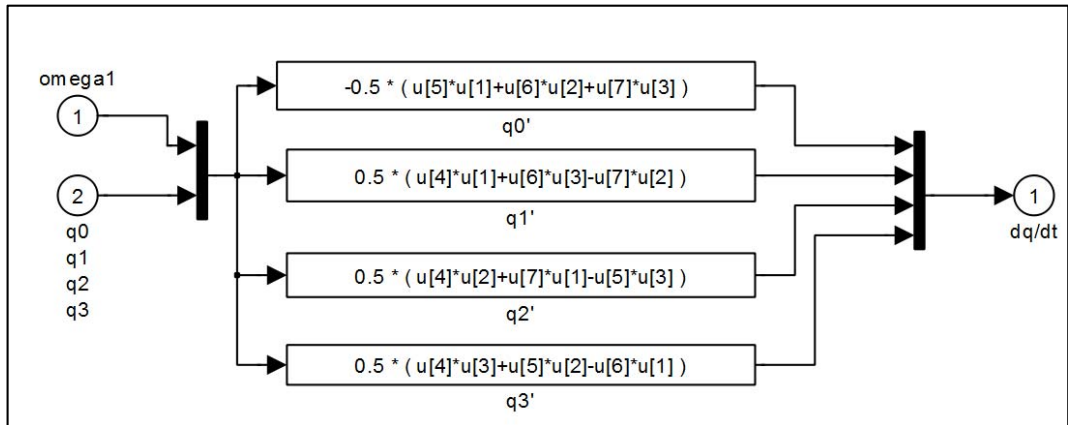 omega1
1
2
q0
q1
q2
q3
-0.5 * ( u[5]*u[1]+u[6]*u[2]+u[7]*u[3] )
q0'
0.5 * ( u[4]*u[1]+u[6]*u[3]-u[7]*u[2] )
q1'
0.5 * ( u[4]*u[2]+u[7]*u[1]-u[5]*u[3] )
q2'
0.5 * ( u[4]*u[3]+u[5]*u[2]-u[6]*u[1] )
q3'
1
dq/dt